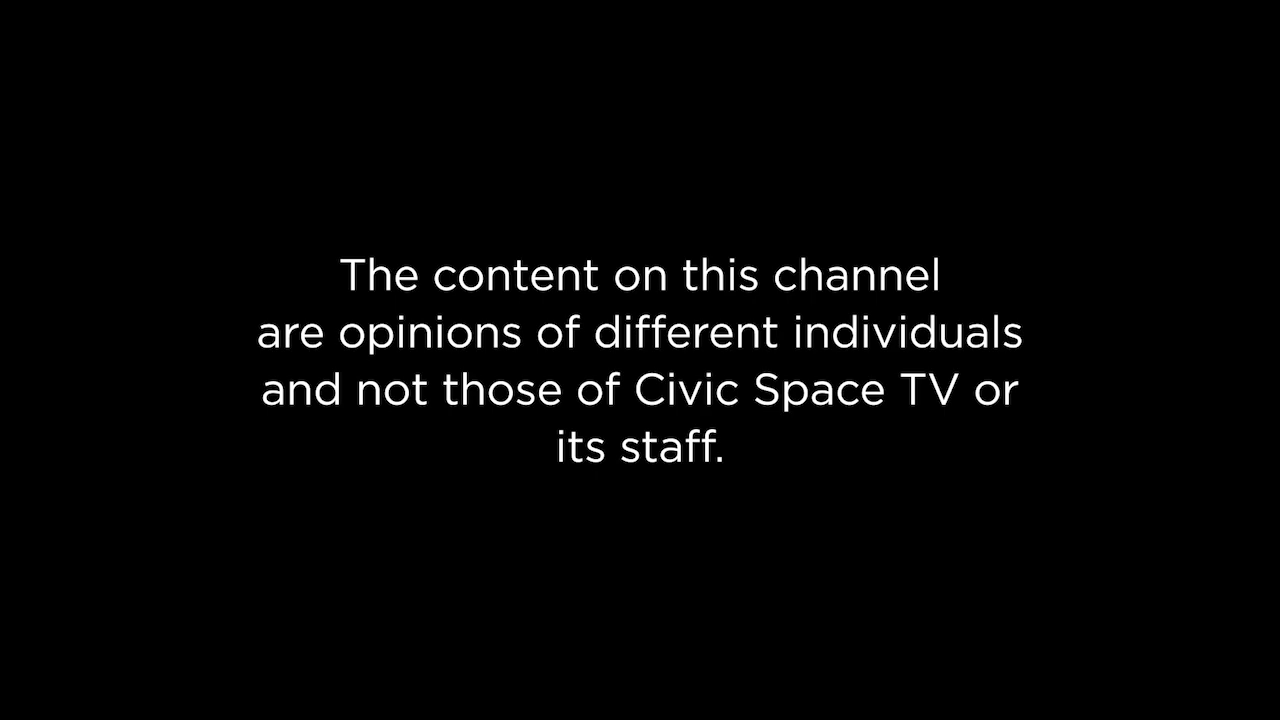 The content on this channel
are opinions of different individuals
and not those of Civic Space TV or
its staff.